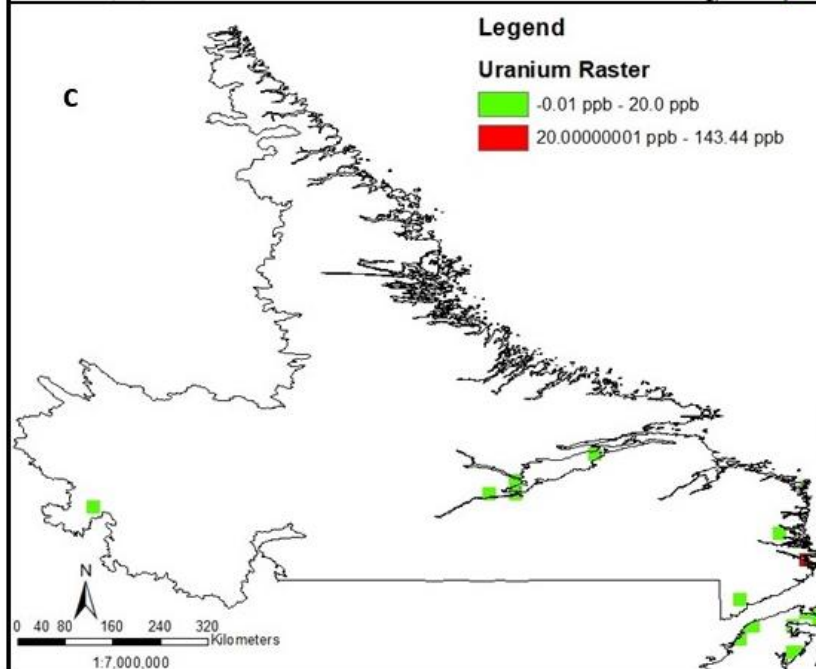 Legend
C
Uranium Raster
-0.01 ppb - 20.0 ppb
20.00000001 ppb - 143.44 ppb
N
0 40 80 160 240 320
Kilometers
1:7,000,000